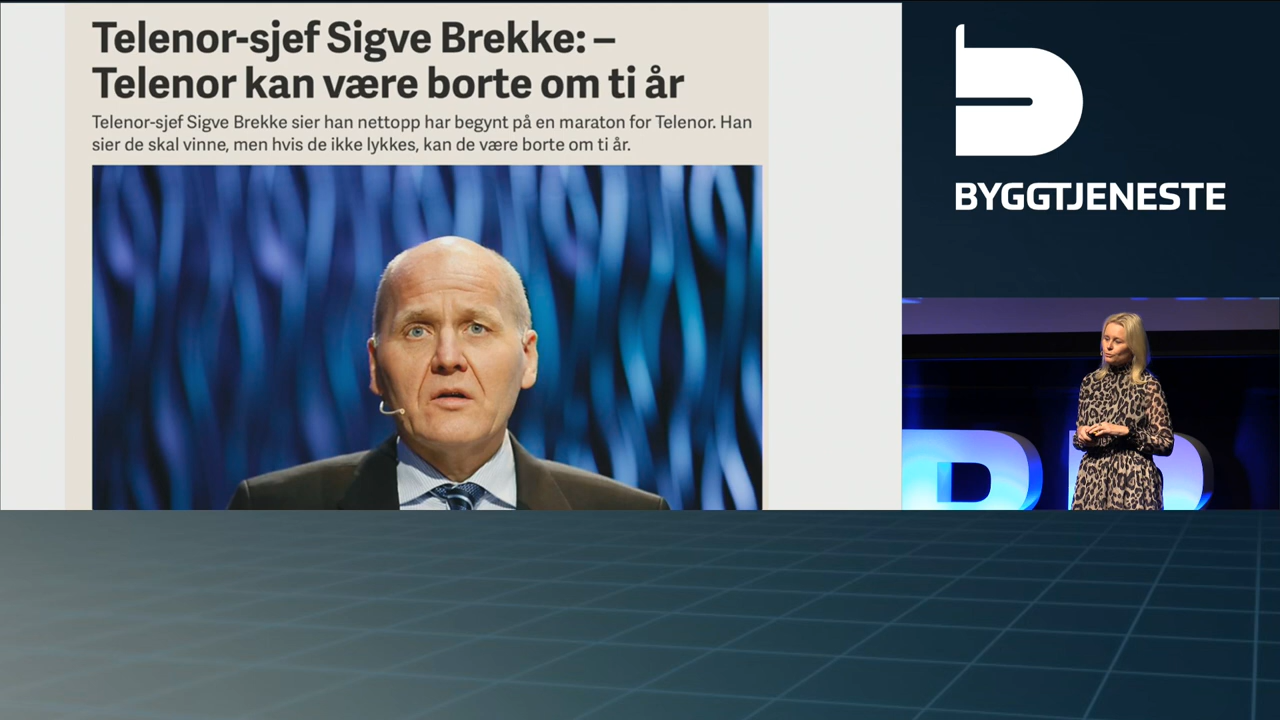 Telenor-sjef Sigve Brekke: –
Telenor kan være borte om ti år
Telenor-sjef Sigve Brekke sier han nettopp har begynt på en maraton for Telenor. Han
sier de skal vinne, men hvis de ikke lykkes, kan de være borte om ti år.
BYGGTJENESTE